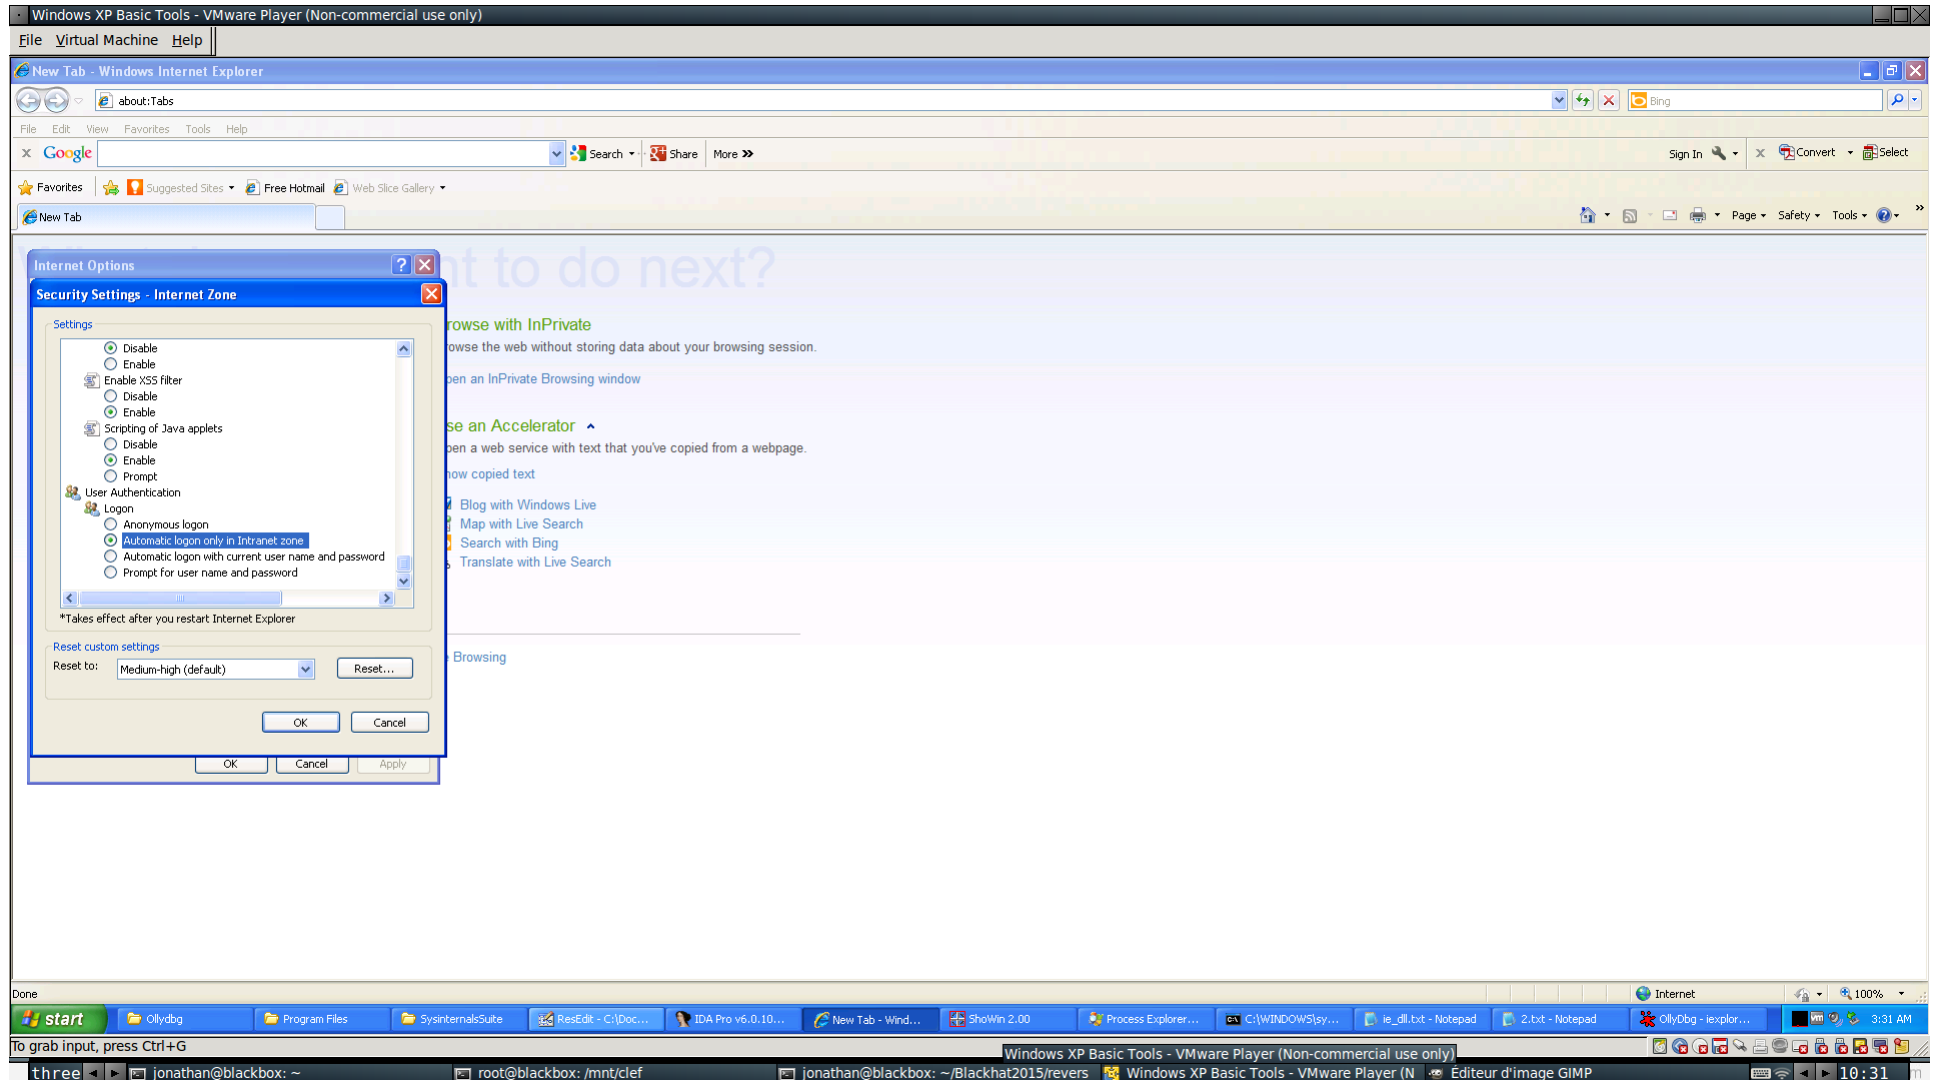 Windows XP Basic Tools - VMware Player (Non-commercial use only)
File Virtual Machine Help
New Tab - Windows Internet Explorer
about:Tabs
Bing
File Edit View Favorites Tools Help
x Google Search Share More »
Sign In x Convert Select
Favorites Suggested Sites Free Hotmail Web Slice Gallery
New Tab
Page Safety Tools »
nt to do next?
Internet Options
Security Settings - Internet Zone
Settings
Disable
Enable
Enable XSS filter
Disable
Enable
Scripting of Java applets
Disable
Enable
Prompt
User Authentication
Logon
Anonymous logon
Automatic logon only in Intranet zone
Automatic logon with current user name and password
Prompt for user name and password
*Takes effect after you restart Internet Explorer
Reset custom settings
Reset to: Medium-high (default) Reset...
OK Cancel
OK Cancel Apply
rowse with InPrivate
owse the web without storing data about your browsing session.
pen an InPrivate Browsing window
se an Accelerator
pen a web service with text that you've copied from a webpage.
how copied text
Blog with Windows Live
Map with Live Search
Search with Bing
Translate with Live Search
Browsing
Done
Internet 100%
start Ollydbg Program Files SysinternalsSuite ResEdit - C:\Doc... IDA Pro v6.0.10... New Tab - Wind... ShoWin 2.00 Process Explorer... C:\WINDOWS\sy... ie_dll.txt - Notepad 2.txt - Notepad OllyDbg - iexplor... 3:31 AM
To grab input, press Ctrl+G
Windows XP Basic Tools - VMware Player (Non-commercial use only)
three jonathan@blackbox: ~ root@blackbox: /mnt/clef jonathan@blackbox: ~/Blackhat2015/revers Windows XP Basic Tools - VMware Player (N Éditeur d'image GIMP 10:31